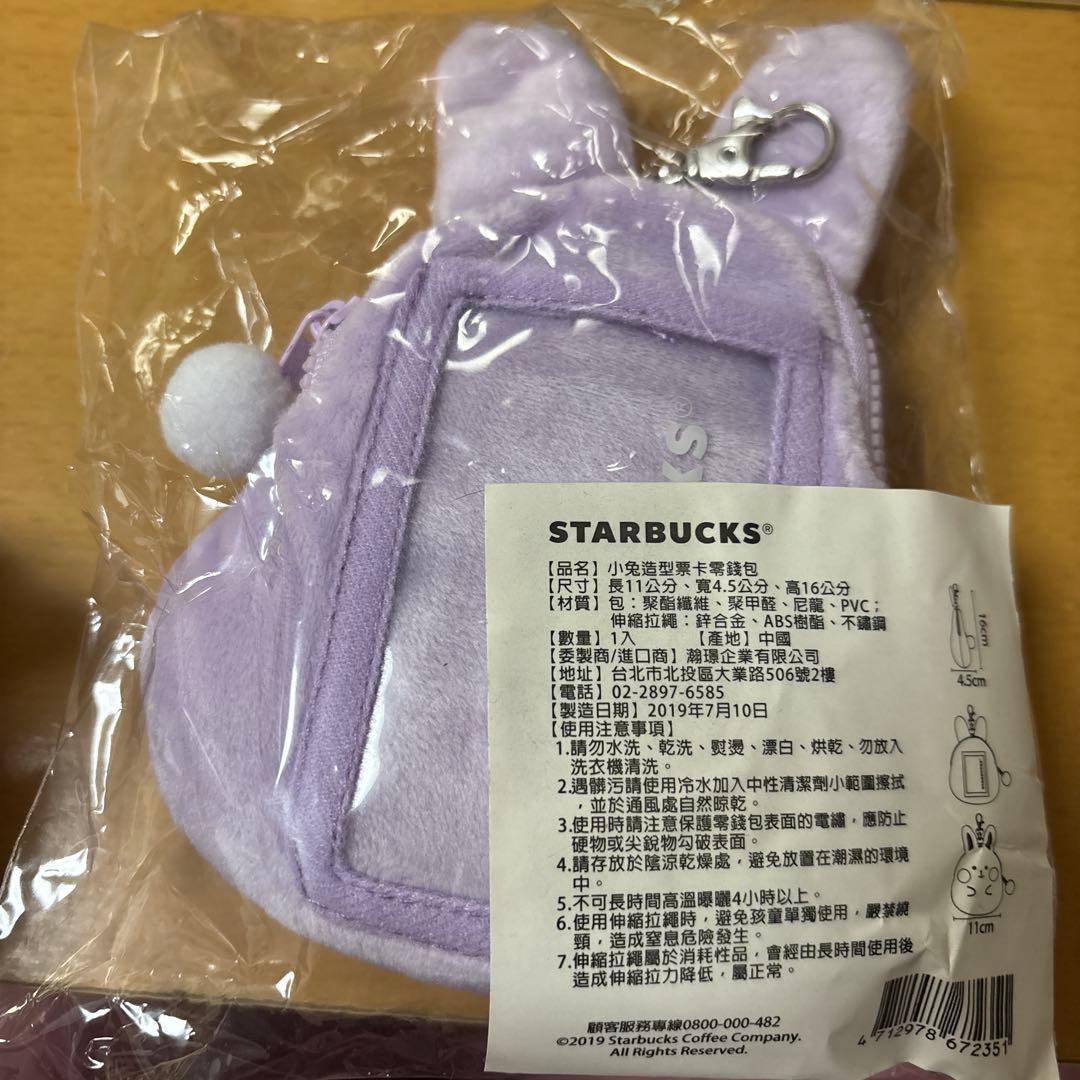 KS®
STARBUCKS®
【品名】小兔造型票卡零錢包
【尺寸】長11公分、寬4.5公分、高16公分
【材質】包：聚酯纖維、聚甲醛、尼龍、PVC；
伸縮拉繩：鋅合金、ABS樹酯、不鏽鋼
【數量】1入 【產地】中國
【委製商/進口商】瀚璟企業有限公司
【地址】台北市北投區大業路506號2樓
【電話】02-2897-6585
【製造日期】2019年7月10日
【使用注意事項】
1.請勿水洗、乾洗、熨燙、漂白、烘乾、勿放入
洗衣機清洗。
2.遇髒污請使用冷水加入中性清潔劑小範圍擦拭
，並於通風處自然晾乾。
3.使用時請注意保護零錢包表面的電繡，應防止
硬物或尖銳物勾破表面。
4.請存放於陰涼乾燥處，避免放置在潮濕的環境
中。
5.不可長時間高溫曝曬4小時以上。
6.使用伸縮拉繩時，避免孩童單獨使用，嚴禁繞
頸，造成窒息危險發生。
7.伸縮拉繩屬於消耗性品，會經由長時間使用後
造成伸縮拉力降低，屬正常。
顧客服務專線0800-000-482
©2019 Starbucks Coffee Company.
All Rights Reserved.
16cm
4.5cm
11cm
4 712978 672351